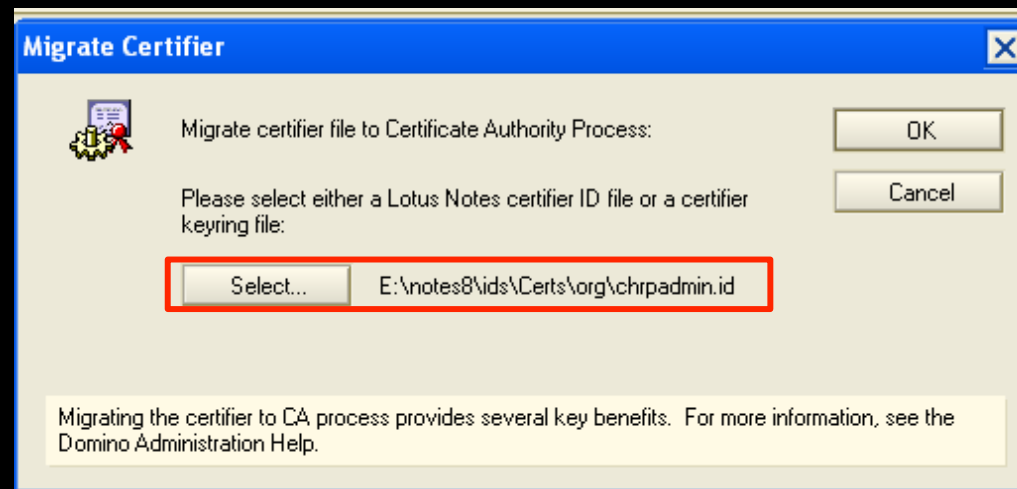 Migrate Certifier
Migrate certifier file to Certificate Authority Process:
OK
Please select either a Lotus Notes certifier ID file or a certifier
keyring file:
Cancel
Select...
E:\notes8\ids\Certs\org\chrpadmin.id
Migrating the certifier to CA process provides several key benefits. For more information, see the
Domino Administration Help.